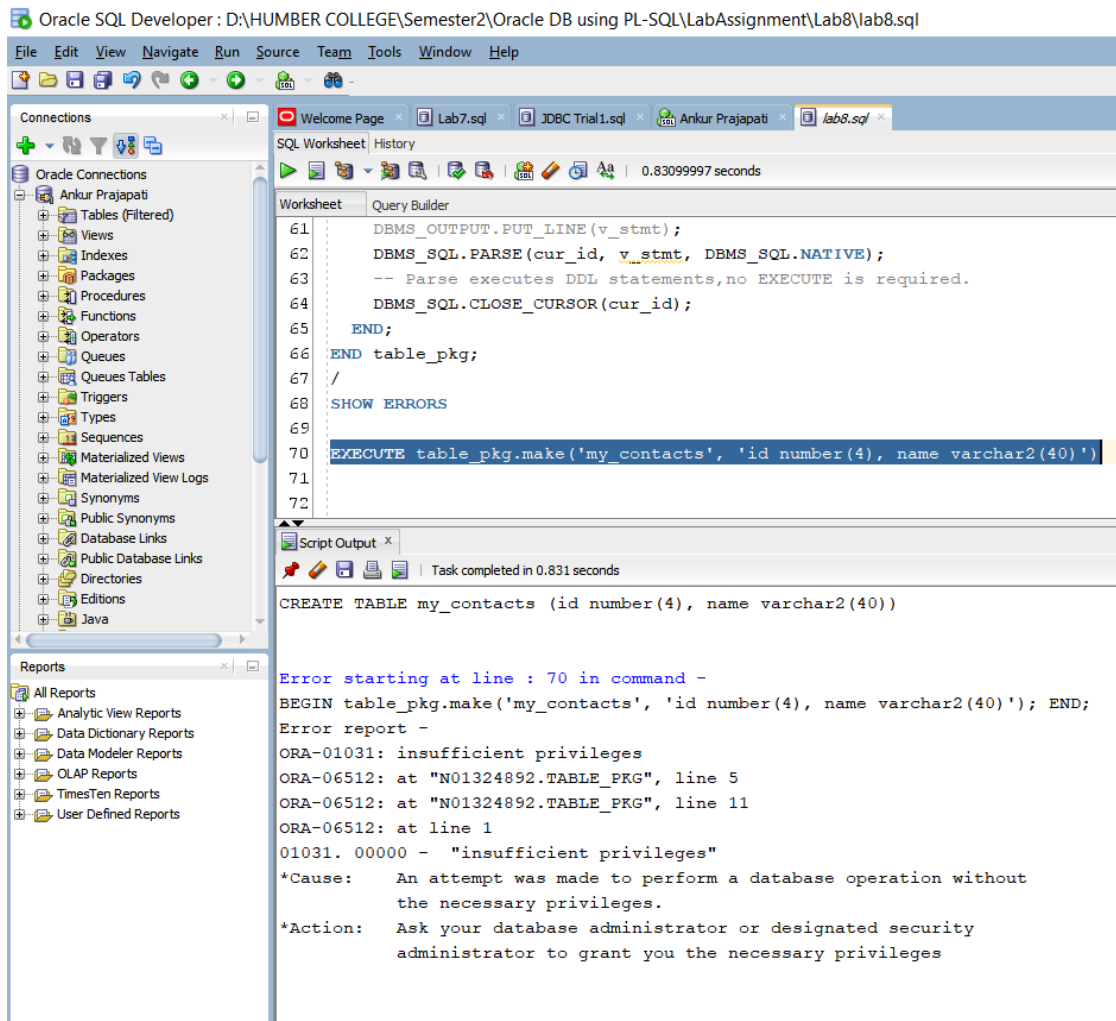 Oracle SQL Developer : D:\HUMBER COLLEGE\Semester2\Oracle DB using PL-SQL\LabAssignment\Lab8\lab8.sql
File Edit View Navigate Run Source Team Tools Window Help
Connections
Oracle Connections
Ankur Prajapati
Tables (Filtered)
Views
Indexes
Packages
Procedures
Functions
Operators
Queues
Queues Tables
Triggers
Types
Sequences
Materialized Views
Materialized View Logs
Synonyms
Public Synonyms
Database Links
Public Database Links
Directories
Editions
Java
Reports
All Reports
Analytic View Reports
Data Dictionary Reports
Data Modeler Reports
OLAP Reports
TimesTen Reports
User Defined Reports
Welcome Page Lab7.sql JDBC Trial1.sql Ankur Prajapati lab8.sql
SQL Worksheet History
0.83099997 seconds
Worksheet Query Builder
61 DBMS_OUTPUT.PUT_LINE(v_stmt);
62 DBMS_SQL.PARSE(cur_id, v_stmt, DBMS_SQL.NATIVE);
63 -- Parse executes DDL statements,no EXECUTE is required.
64 DBMS_SQL.CLOSE_CURSOR(cur_id);
65 END;
66 END table_pkg;
67 /
68 SHOW ERRORS
69
70 EXECUTE table_pkg.make('my_contacts', 'id number(4), name varchar2(40)')
71
72
Script Output
Task completed in 0.831 seconds
CREATE TABLE my_contacts (id number(4), name varchar2(40))
Error starting at line : 70 in command -
BEGIN table_pkg.make('my_contacts', 'id number(4), name varchar2(40)'); END;
Error report -
ORA-01031: insufficient privileges
ORA-06512: at "N01324892.TABLE_PKG", line 5
ORA-06512: at "N01324892.TABLE_PKG", line 11
ORA-06512: at line 1
01031. 00000 - "insufficient privileges"
*Cause: An attempt was made to perform a database operation without
the necessary privileges.
*Action: Ask your database administrator or designated security
administrator to grant you the necessary privileges